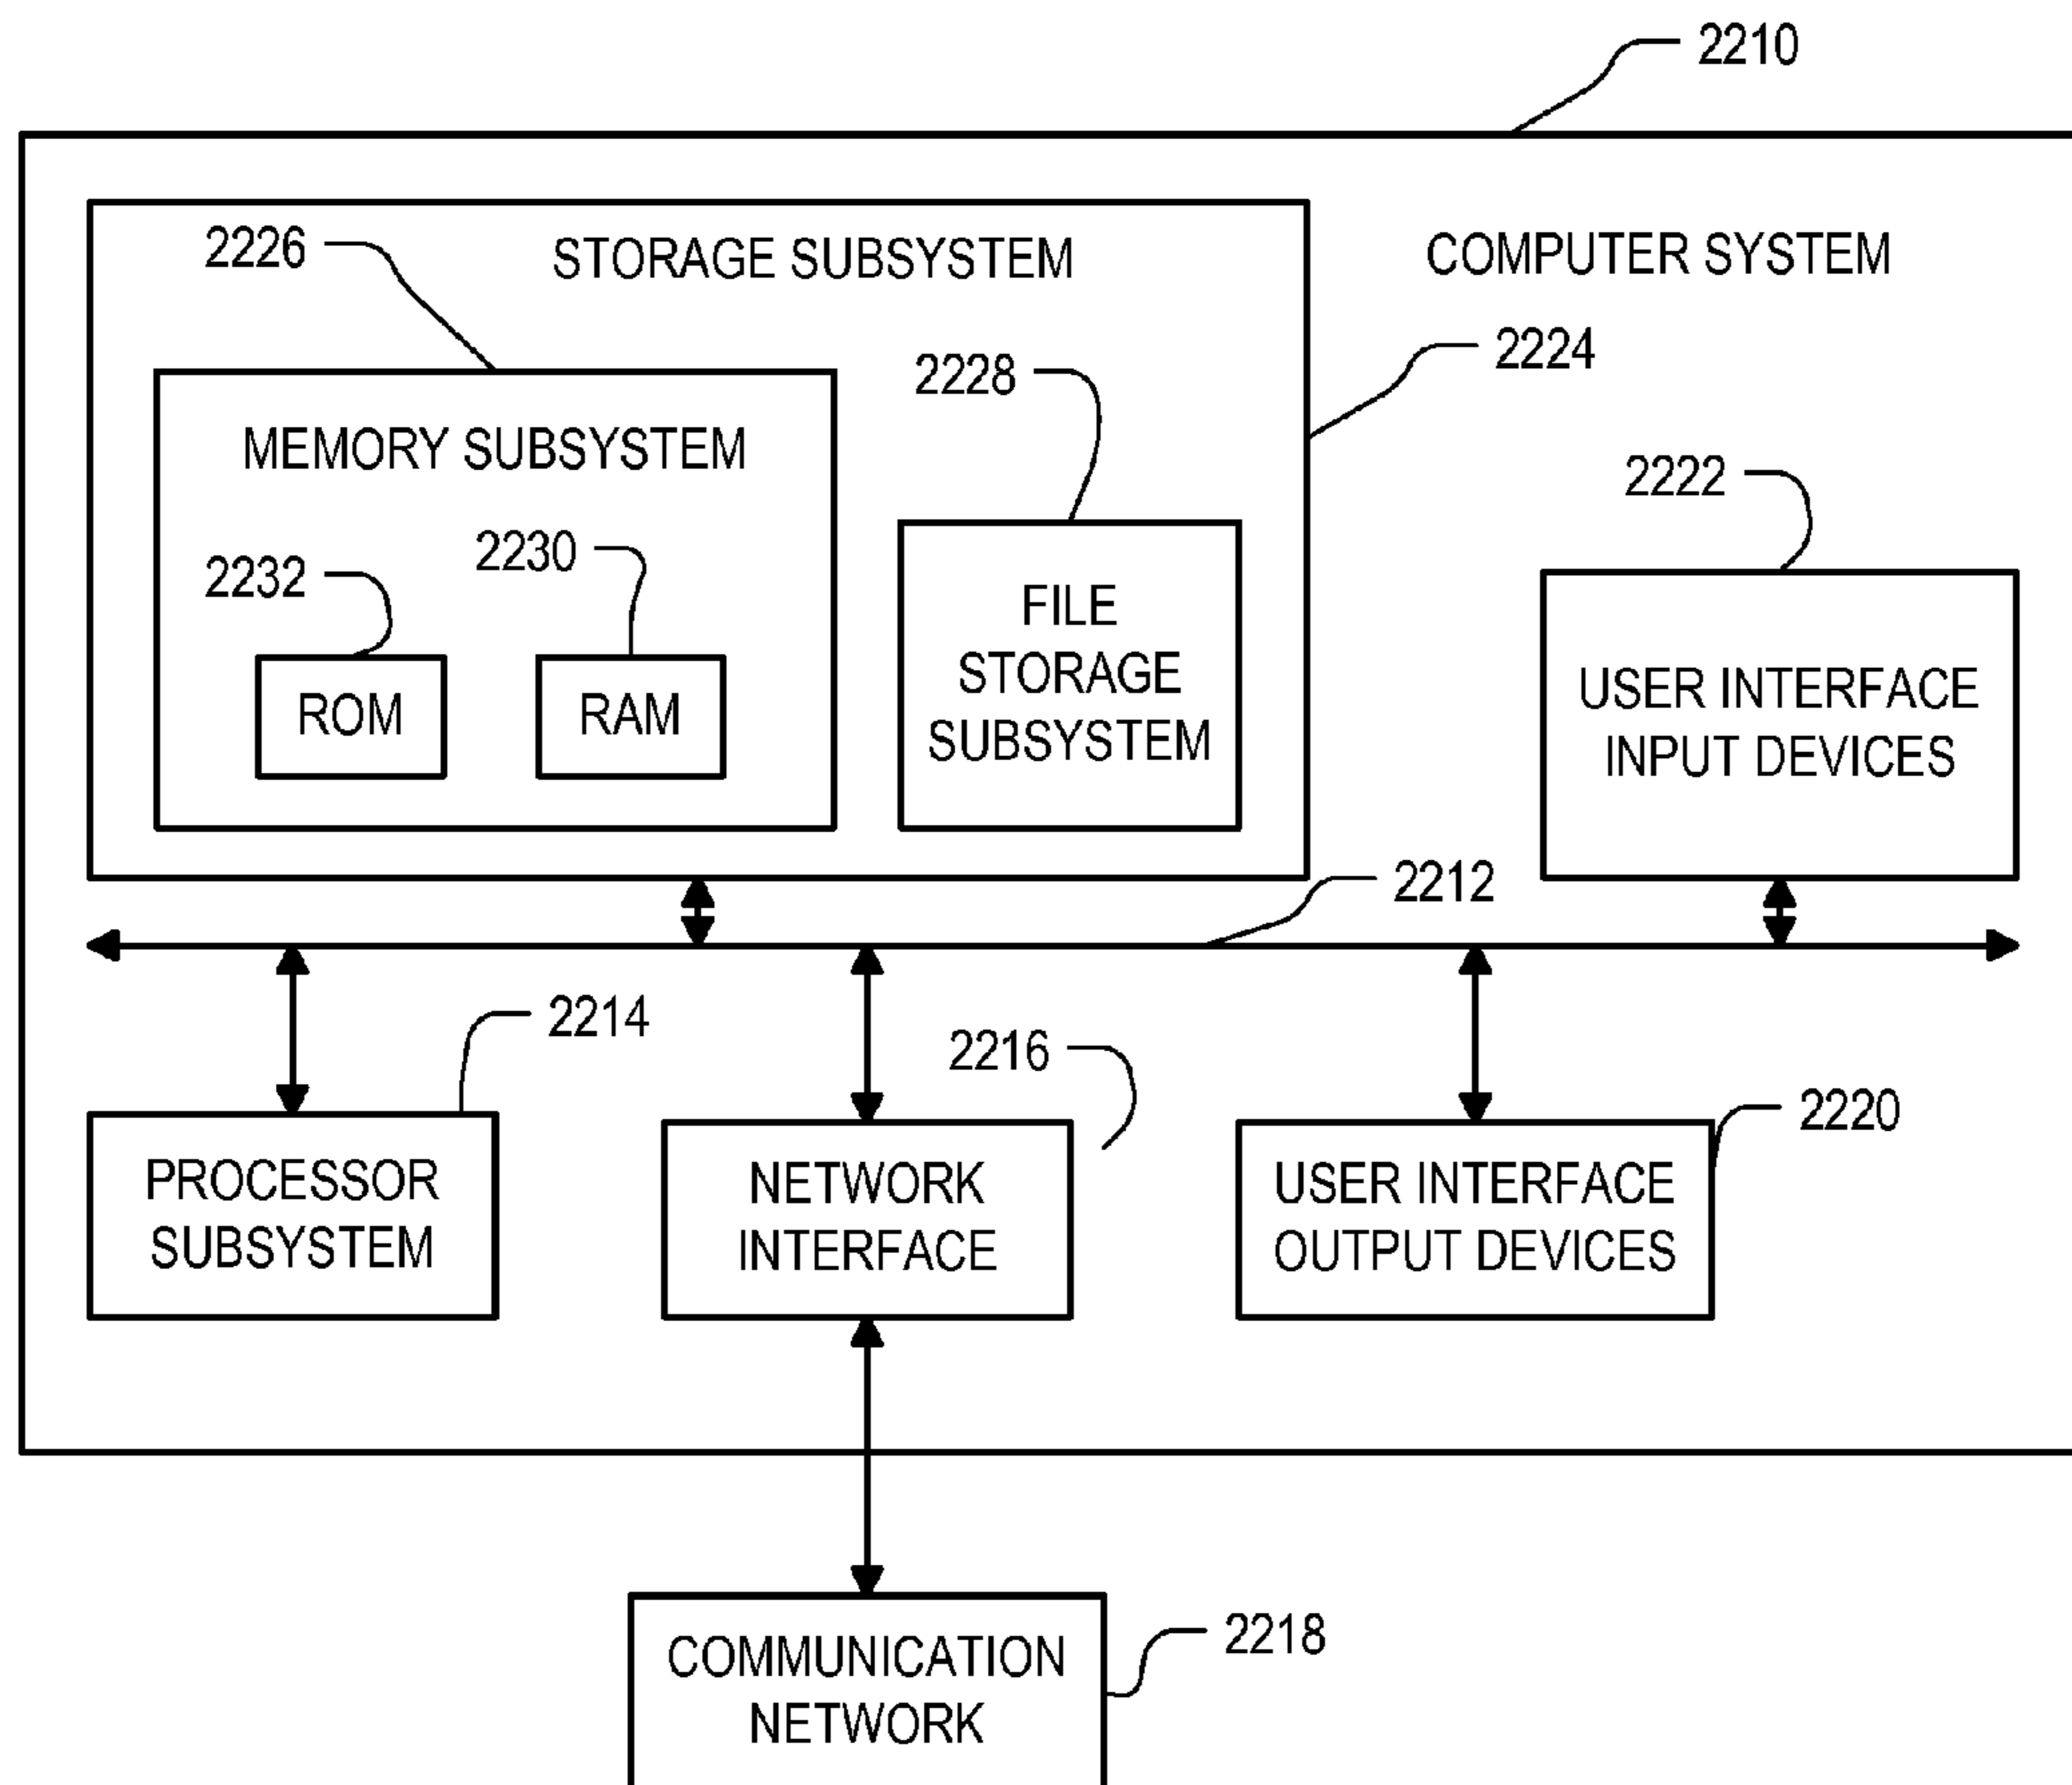 2210
2226
STORAGE SUBSYSTEM
COMPUTER SYSTEM
2224
2228
MEMORY SUBSYSTEM
2222
2230
2232
FILE
STORAGE
SUBSYSTEM
ROM
RAM
USER INTERFACE
INPUT DEVICES
2212
2214
2216
2220
PROCESSOR
SUBSYSTEM
NETWORK
INTERFACE
USER INTERFACE
OUTPUT DEVICES
2218
COMMUNICATION
NETWORK